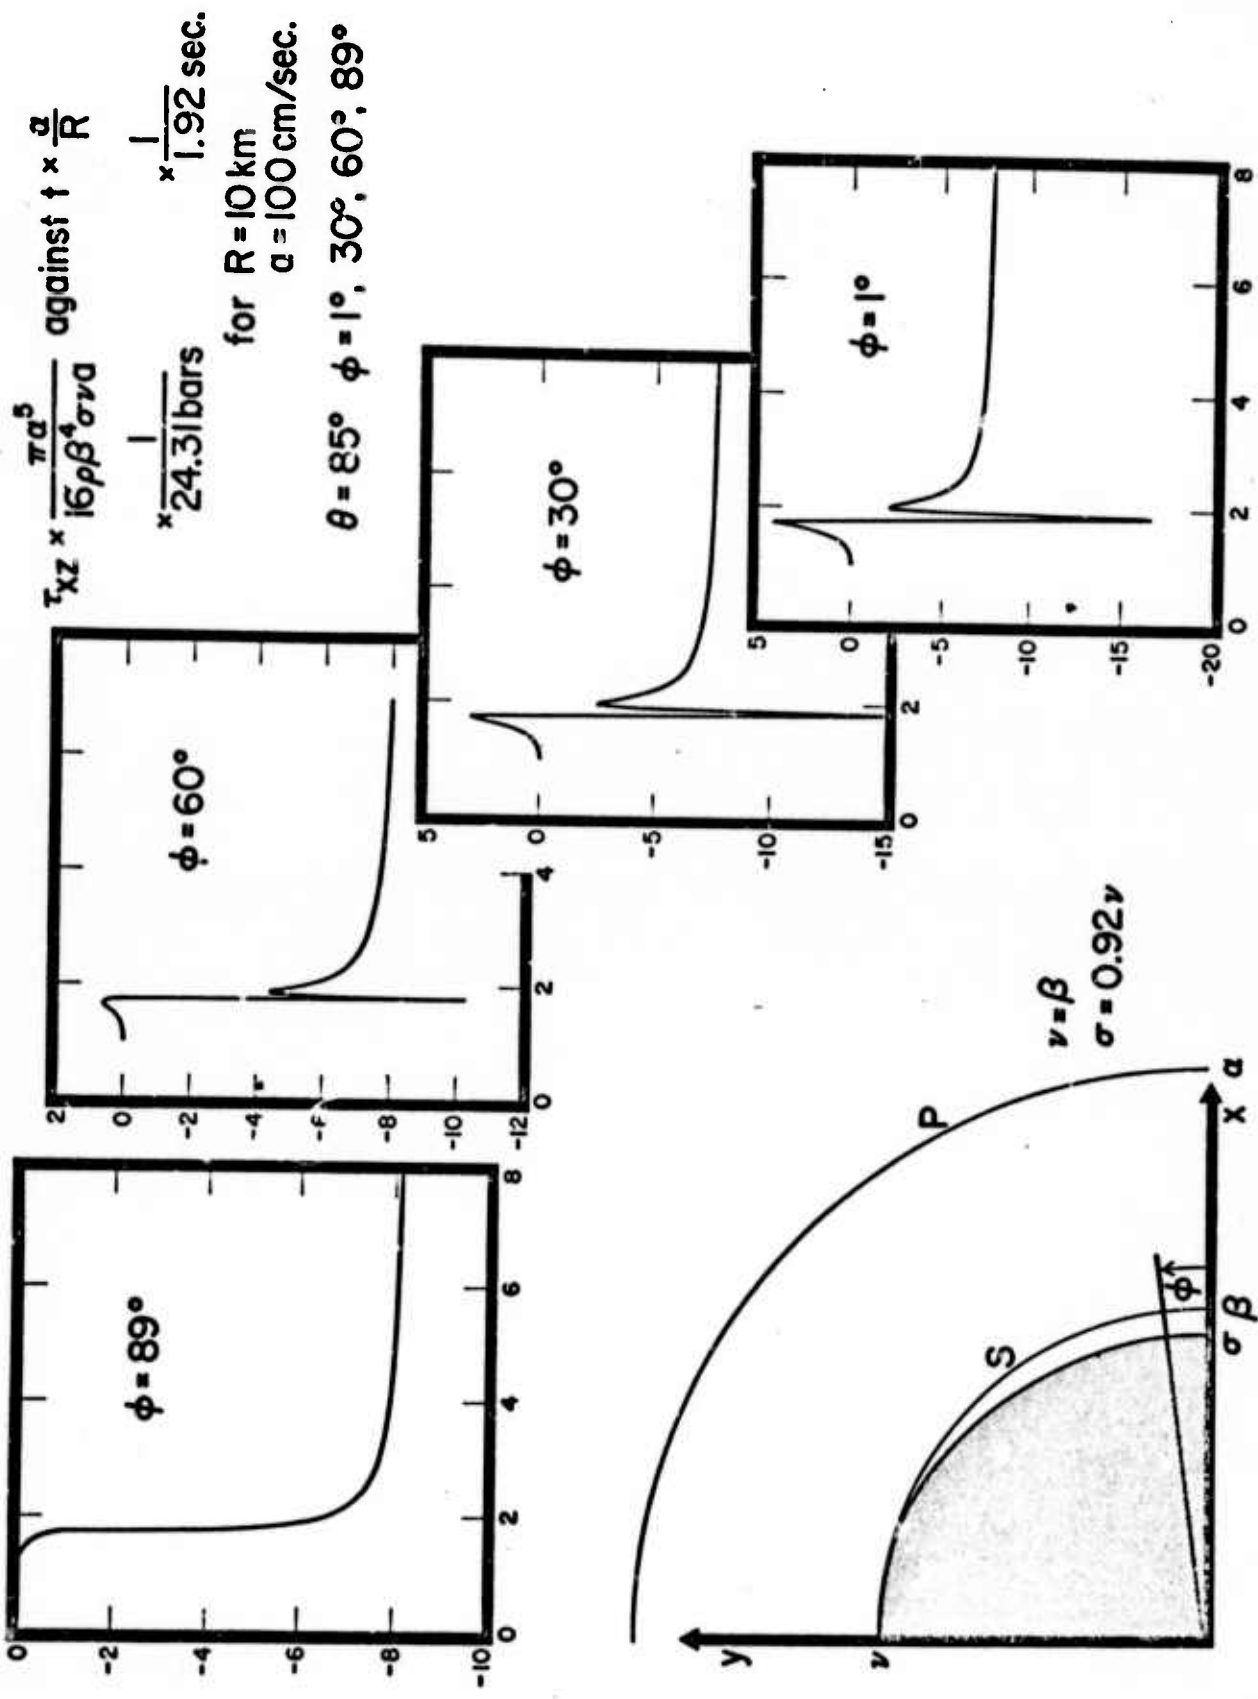 τ_XZ × πα⁵ / 16ρβ⁴σνa against t × α / R
× 1 / 24.31 bars × 1 / 1.92 sec.
for R = 10 km
a = 100 cm/sec.
θ = 85° ϕ = 1°, 30°, 60°, 89°
ϕ = 89°
0
-2
-4
-6
-8
-10
0 2 4 6 8
ϕ = 60°
2
0
-2
-4
-6
-8
-10
-12
0 2 4
ϕ = 30°
5
0
-5
-10
-15
0 2
ϕ = 1°
5
0
-5
-10
-15
-20
0 2 4 6 8
y
ν
P
S
ϕ
σ β X α
ν = β
σ = 0.92ν